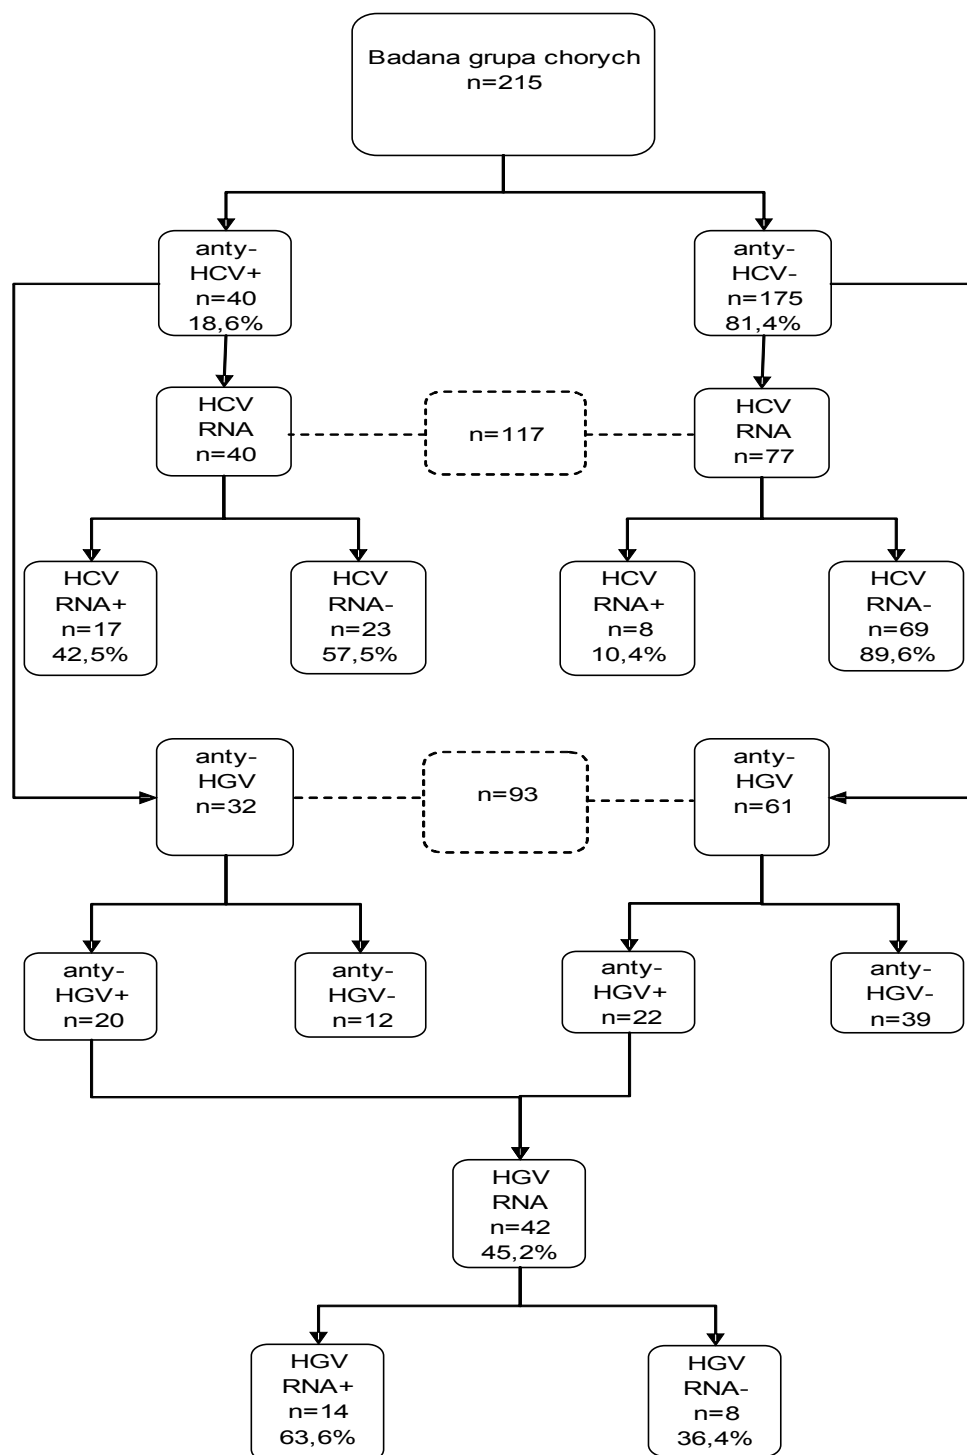 Badana grupa chorych
n=215
anty-
HCV+
n=40
18,6%
anty-
HCV-
n=175
81,4%
HCV
RNA
n=40
n=117
HCV
RNA
n=77
HCV
RNA+
n=17
42,5%
HCV
RNA-
n=23
57,5%
HCV
RNA+
n=8
10,4%
HCV
RNA-
n=69
89,6%
anty-
HGV
n=32
n=93
anty-
HGV
n=61
anty-
HGV+
n=20
anty-
HGV-
n=12
anty-
HGV+
n=22
anty-
HGV-
n=39
HGV
RNA
n=42
45,2%
HGV
RNA+
n=14
63,6%
HGV
RNA-
n=8
36,4%